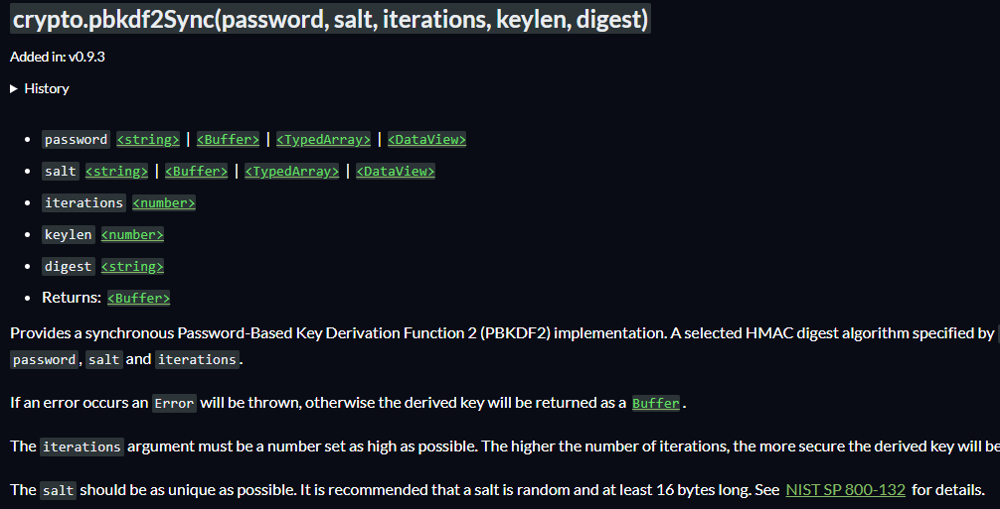 crypto.pbkdf2Sync(password, salt, iterations, keylen, digest)
Added in: v0.9.3
History
password <string> | <Buffer> | <TypedArray> | <DataView>
salt <string> | <Buffer> | <TypedArray> | <DataView>
iterations <number>
keylen <number>
digest <string>
Returns: <Buffer>
Provides a synchronous Password-Based Key Derivation Function 2 (PBKDF2) implementation. A selected HMAC digest algorithm specified by
password, salt and iterations.
If an error occurs an Error will be thrown, otherwise the derived key will be returned as a Buffer.
The iterations argument must be a number set as high as possible. The higher the number of iterations, the more secure the derived key will be
The salt should be as unique as possible. It is recommended that a salt is random and at least 16 bytes long. See NIST SP 800-132 for details.